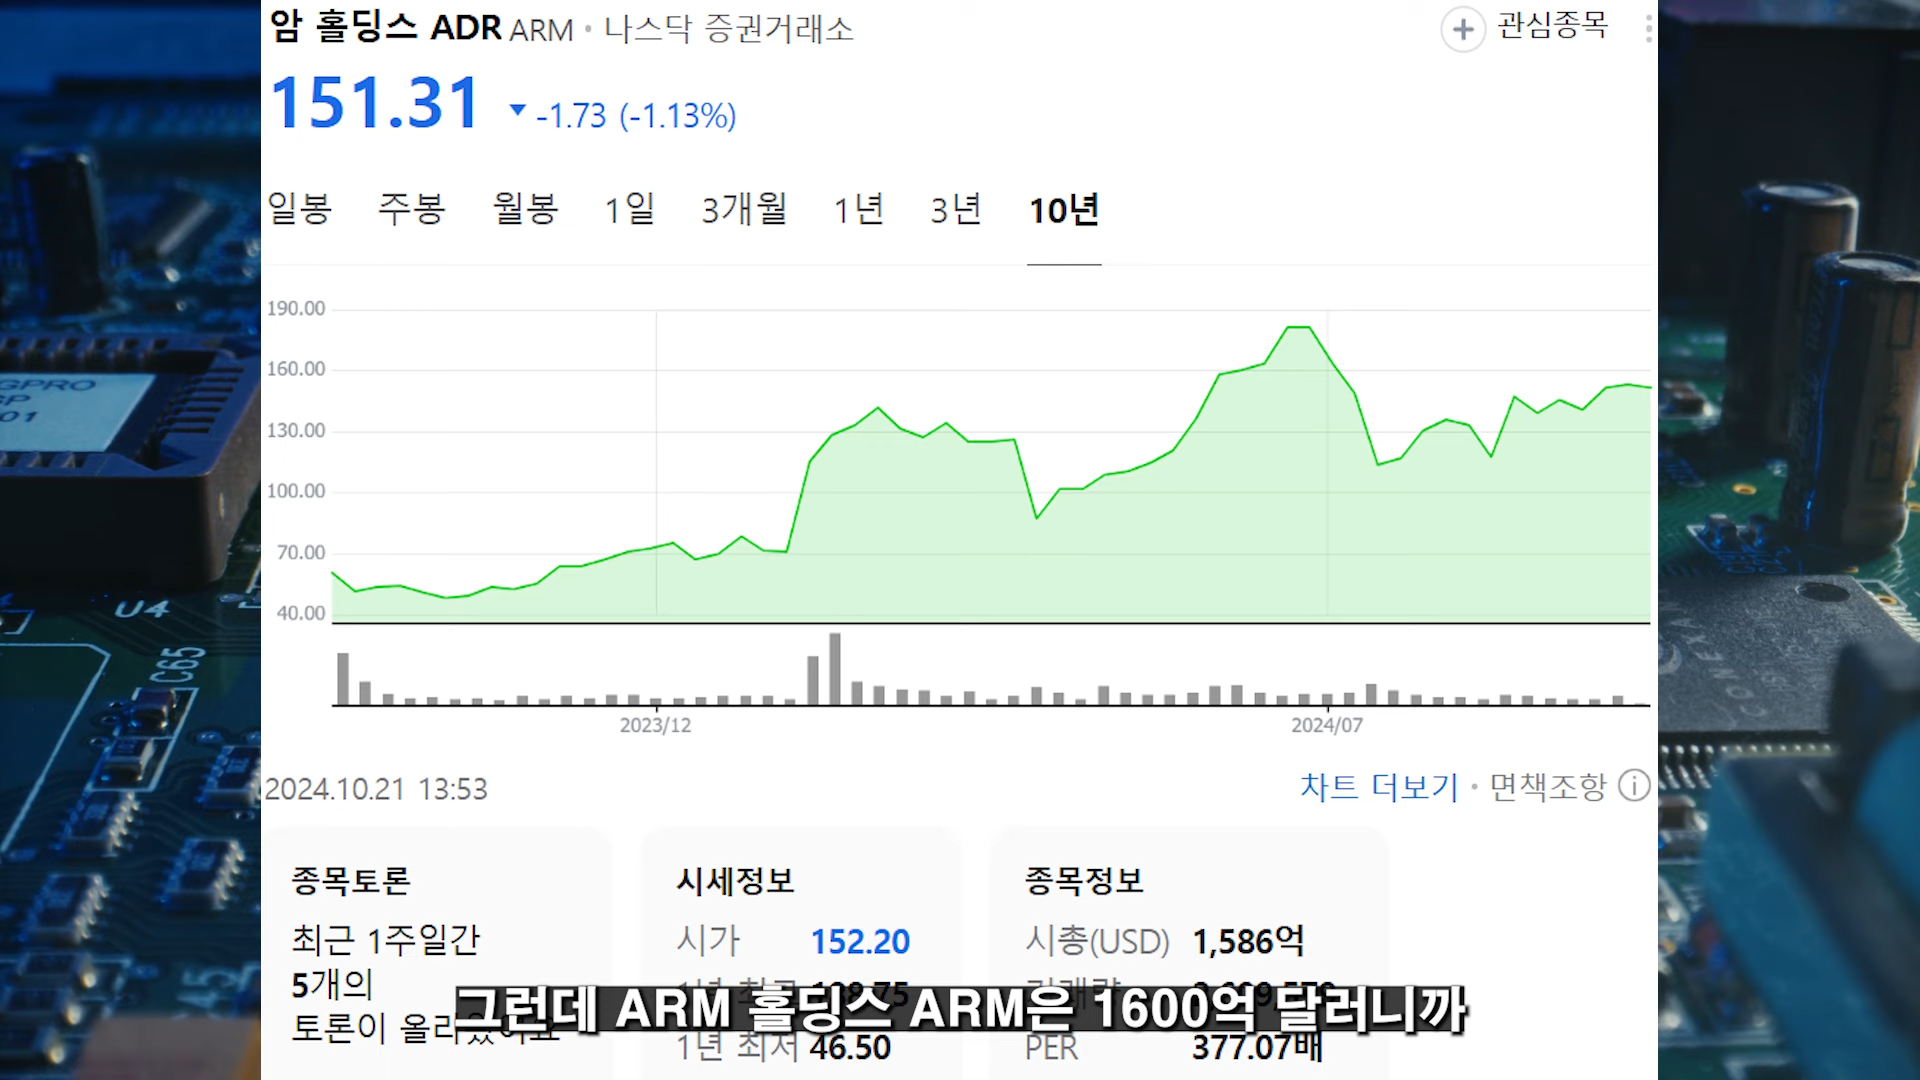 암 홀딩스 ADR ARM · 나스닥 증권거래소
관심종목
151.31 ▼ -1.73 (-1.13%)
일봉 주봉 월봉 1일 3개월 1년 3년 10년
190.00
160.00
130.00
100.00
70.00
40.00
2023/12 2024/07
2024.10.21 13:53
차트 더보기 · 면책조항
종목토론
최근 1주일간
5개의
토론이
시세정보
시가 152.20
1년 최저 46.50
종목정보
시총(USD) 1,586억
PER 377.07배
그런데 ARM 홀딩스 ARM은 1600억 달러니까
GPRO
01
U4
C65